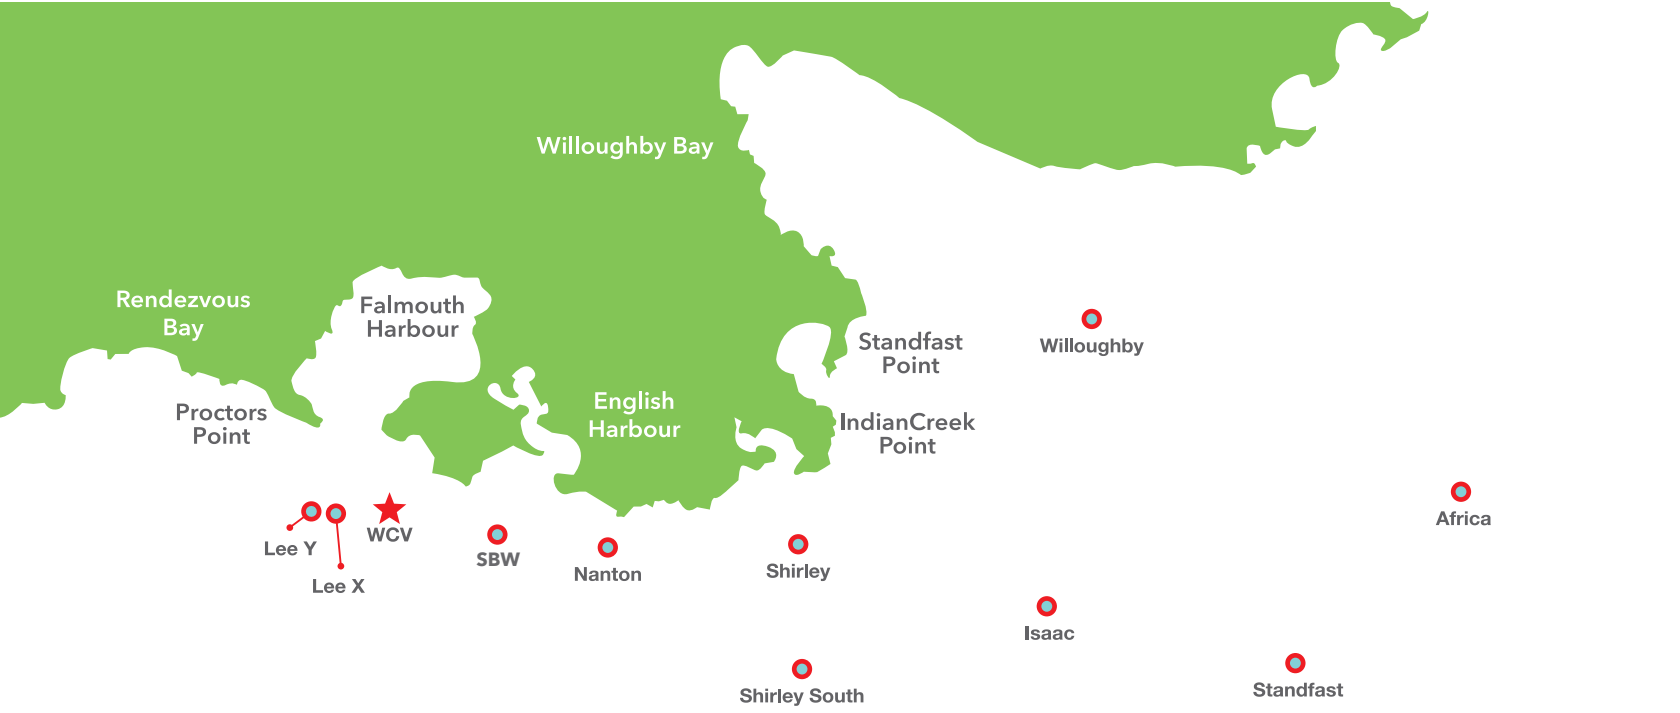 Willoughby Bay
Rendezvous
Bay
Falmouth
Harbour
Standfast
Point
Willoughby
Proctors
Point
English
Harbour
IndianCreek
Point
Lee Y
Lee X
WCV
SBW
Nanton
Shirley
Africa
Isaac
Shirley South
Standfast